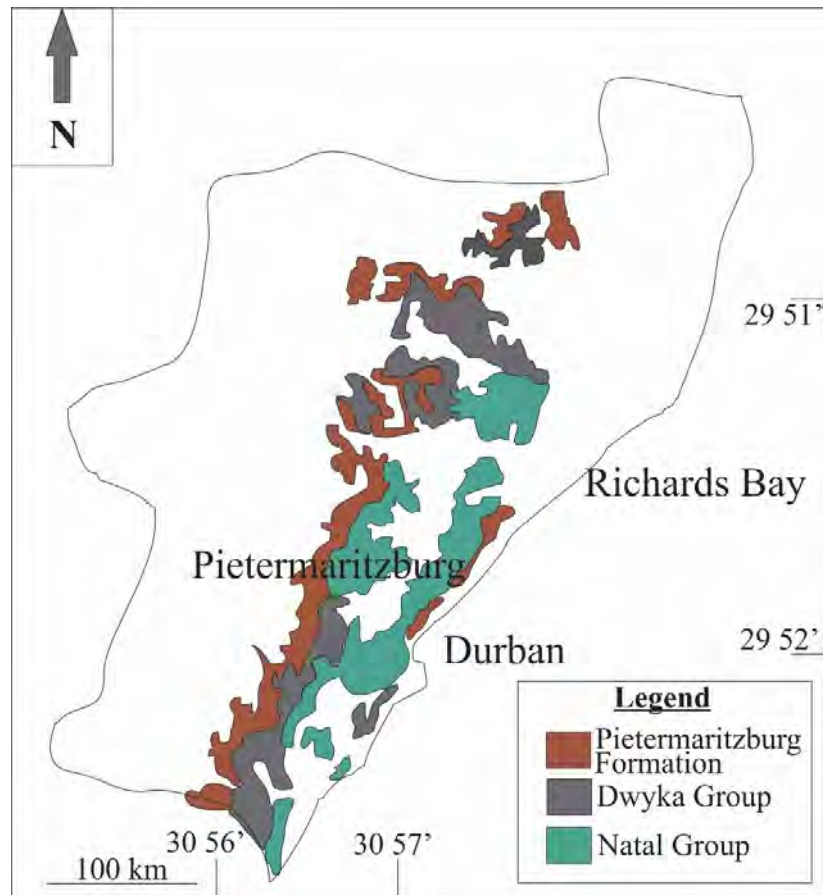 N
29 51'
Richards Bay
Pietermaritzburg
Durban
29 52'
Legend
Pietermaritzburg
Formation
Dwyka Group
Natal Group
30 56'
30 57'
100 km